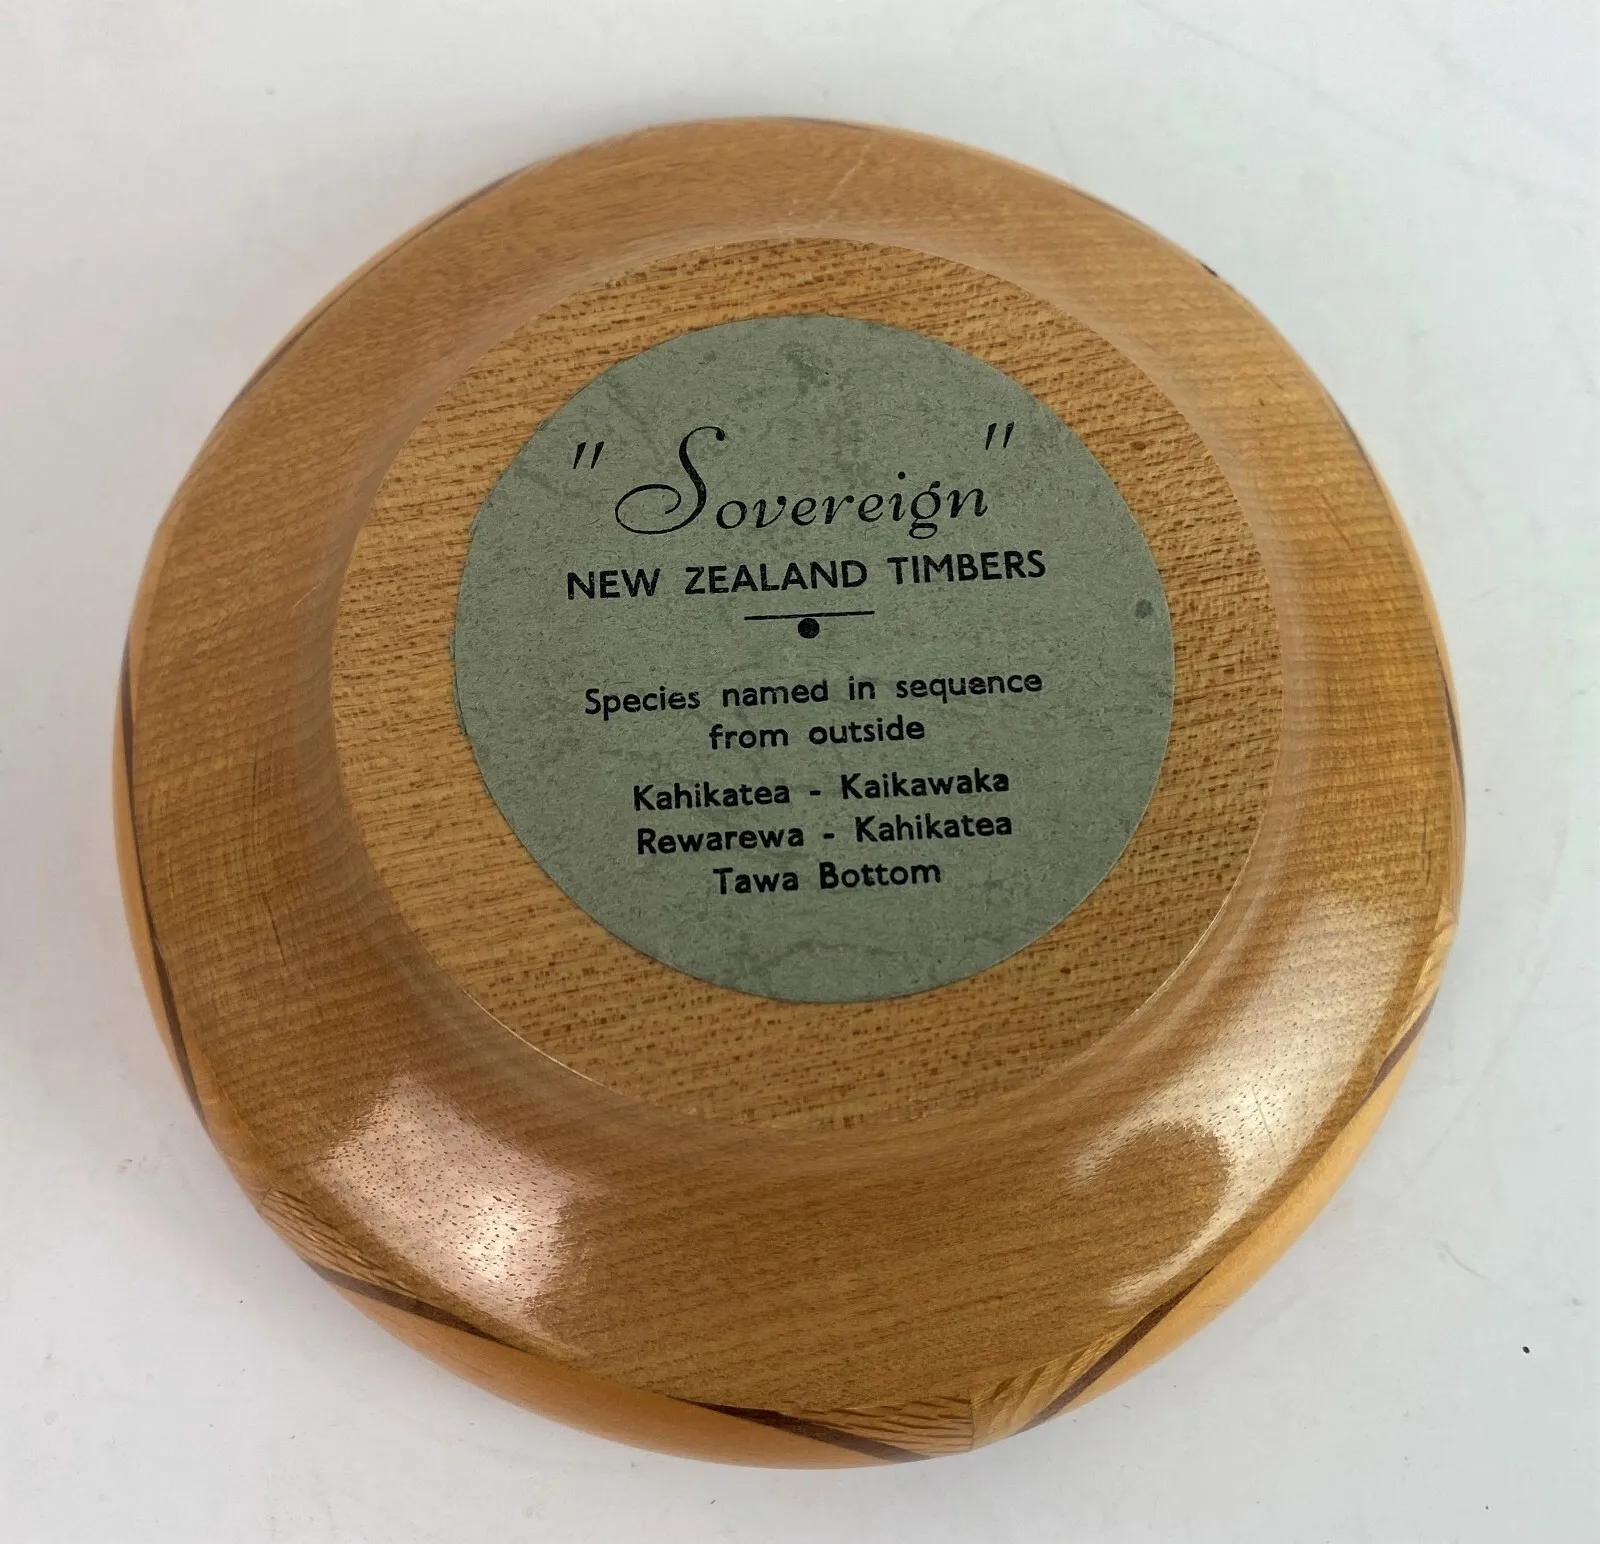 "Sovereign"
NEW ZEALAND TIMBERS
Species named in sequence
from outside
Kahikatea - Kaikawaka
Rewarewa - Kahikatea
Tawa Bottom